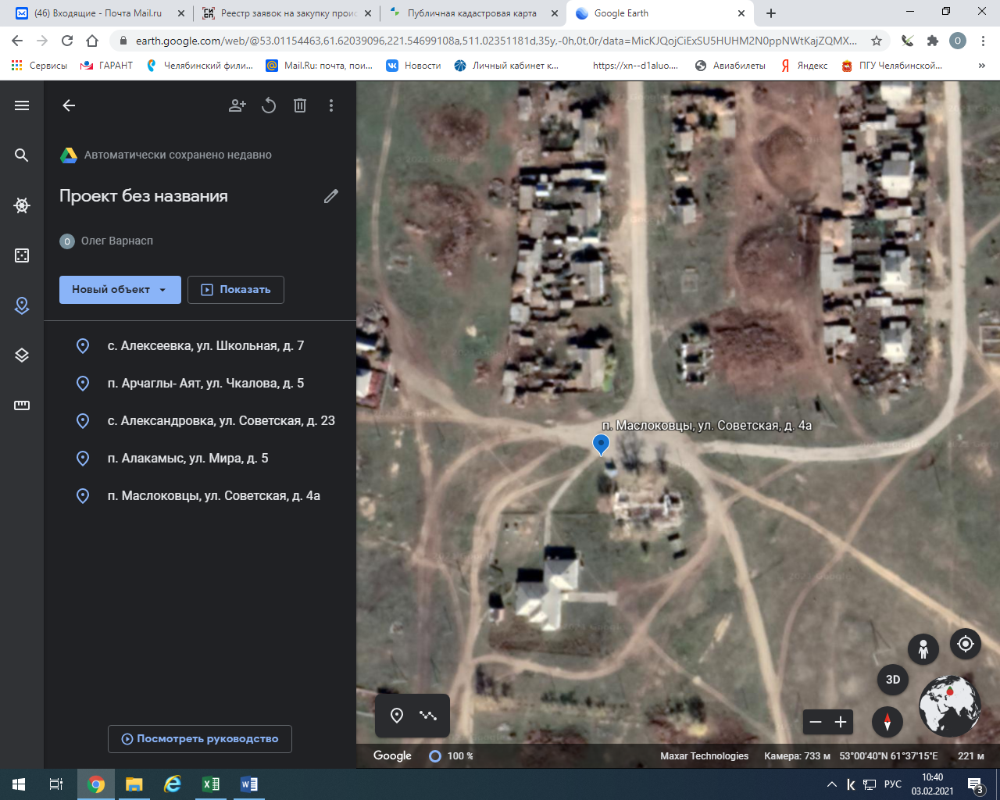 (46) Входящие - Почта Mail.ru
Реестр заявок на закупку проис
Публичная кадастровая карта
Google Earth
earth.google.com/web/@53.01154463,61.62039096,221.54699108a,511.02351181d,35y,-0h,0t,0r/data=MicKJQojCiExSU5HUHM2N0ppNWtKajZQMX...
О
Сервисы
ГАРАНТ
Челябинский фили...
Mail.Ru: почта, пои...
Новости
Личный кабинет к...
https://xn--d1aluo....
Авиабилеты
Яндекс
ПГУ Челябинской...
»
Автоматически сохранено недавно
Проект без названия
О Олег Варнасп
Новый объект
Показать
с. Алексеевка, ул. Школьная, д. 7
п. Арчаглы- Аят, ул. Чкалова, д. 5
с. Александровка, ул. Советская, д. 23
п. Алакамыс, ул. Мира, д. 5
п. Маслоковцы, ул. Советская, д. 4а
п. Маслоковцы, ул. Советская, д. 4а
3D
Посмотреть руководство
Google
100 %
Maxar Technologies
Камера: 733 м
53°00'40"N 61°37'15"E
221 м
РУС
10:40
03.02.2021
3